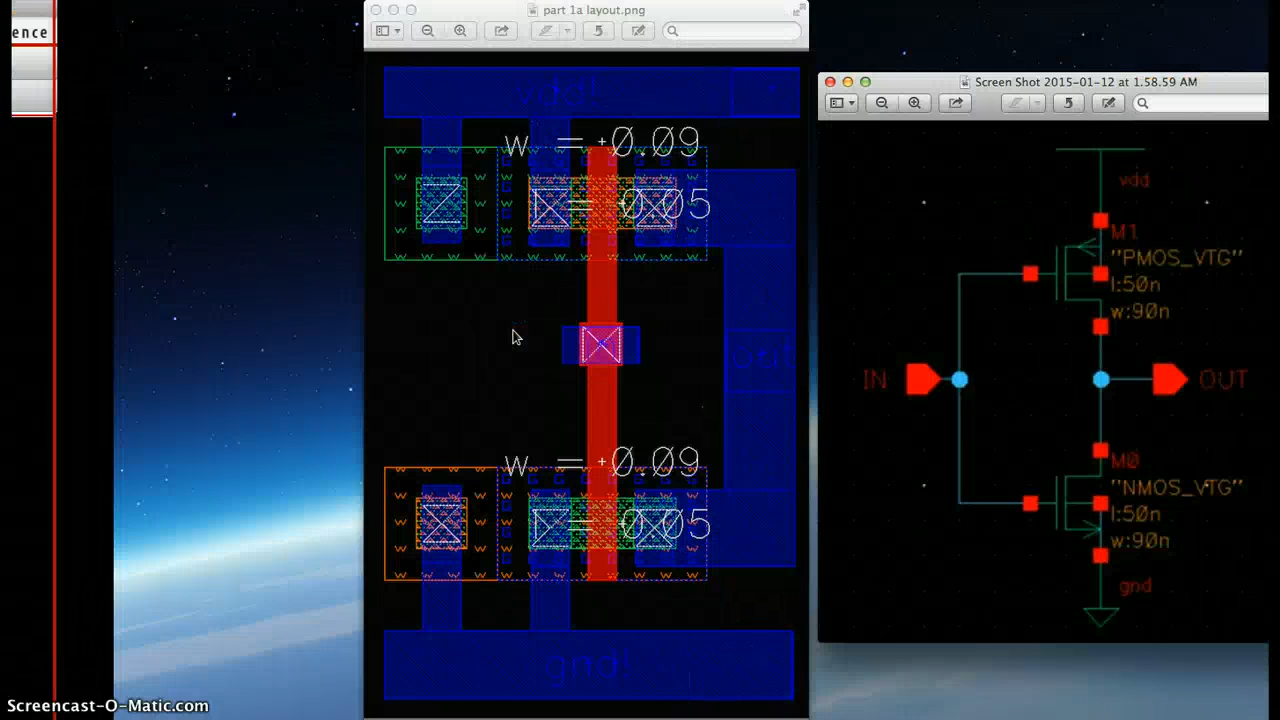 ence
part 1a layout.png
vdd!
w = +0.09
= 0.05
out
w = +0.09
= 0.05
gnd!
Screen Shot 2015-01-12 at 1.58.59 AM
vdd
M1
"PMOS_VTG"
l:50n
w:90n
IN
OUT
M0
"NMOS_VTG"
l:50n
w:90n
gnd
Screencast-O-Matic.com